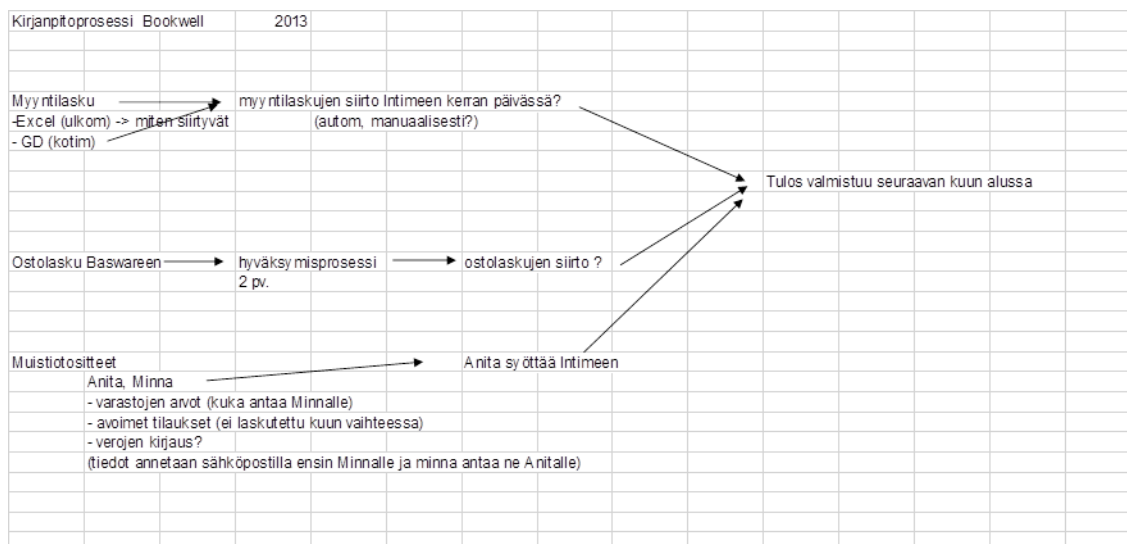 Kirjanpitoprosessi Bookwell 2013
Myyntilasku
myyntilaskujen siirto Intimeen kerran päivässä?
-Excel (ulkom) -> miten siirtyvät
(autom, manuaalisesti?)
- GD (kotim)
Tulos valmistuu seuraavan kuun alussa
Ostolasku Baswareen
hyväksymisprosessi
ostolaskujen siirto ?
2 pv.
Muistiotositteet
Anita syöttää Intimeen
Anita, Minna
- varastojen arvot (kuka antaa Minnalle)
- avoimet tilaukset (ei laskutettu kuun vaihteessa)
- verojen kirjaus?
(tiedot annetaan sähköpostilla ensin Minnalle ja minna antaa ne Anitalle)